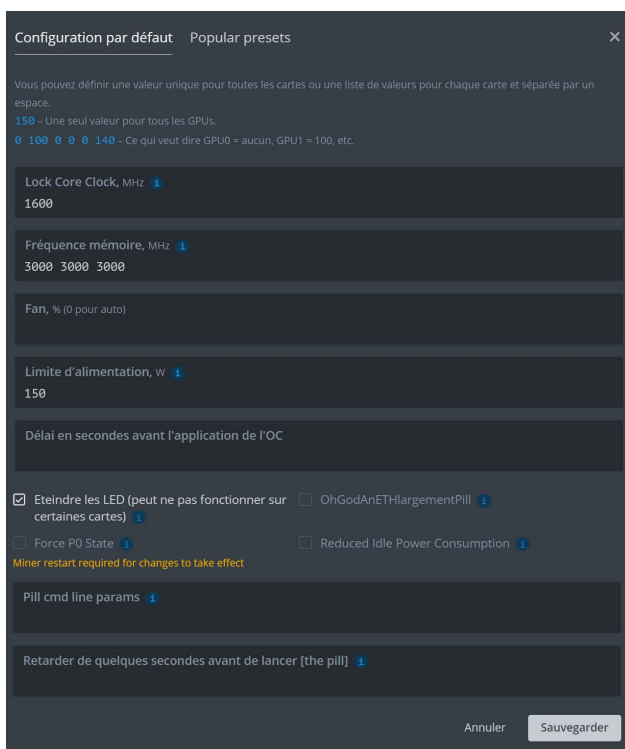 Configuration par défaut Popular presets ×
Vous pouvez définir une valeur unique pour toutes les cartes ou une liste de valeurs pour chaque carte et séparée par un
espace.
150 – Une seul valeur pour tous les GPUs.
0 100 0 0 0 140 – Ce qui veut dire GPU0 = aucun, GPU1 = 100, etc.
Lock Core Clock, MHz i
1600
Fréquence mémoire, MHz i
3000 3000 3000
Fan, % (0 pour auto)
Limite d'alimentation, W i
150
Délai en secondes avant l'application de l'OC
Eteindre les LED (peut ne pas fonctionner sur
certaines cartes) i
OhGodAnETHlargementPill i
Force P0 State i
Reduced Idle Power Consumption i
Miner restart required for changes to take effect
Pill cmd line params i
Retarder de quelques secondes avant de lancer [the pill] i
Annuler Sauvegarder